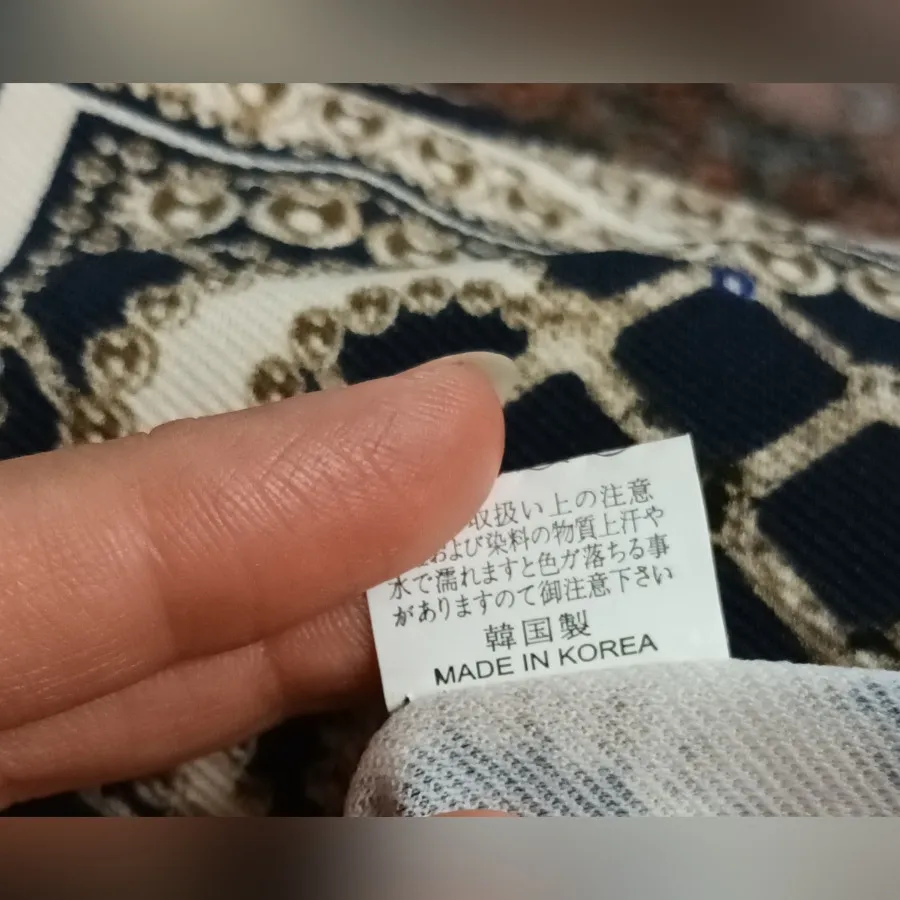 取扱い上の注意
および染料の物質上汗や
水で濡れますと色が落ちる事
がありますので御注意下さい
韓国製
MADE IN KOREA